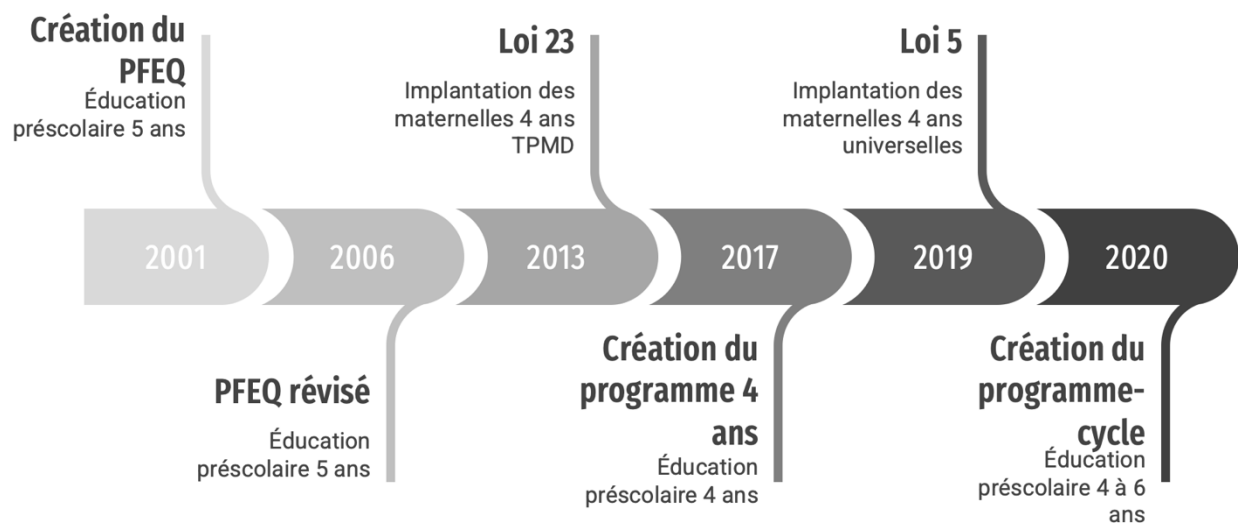 Création du
PFEQ
Éducation
préscolaire 5 ans
Loi 23
Implantation des
maternelles 4 ans
TPMD
Loi 5
Implantation des
maternelles 4 ans
universelles
2001
2006
2013
2017
2019
2020
PFEQ révisé
Éducation
préscolaire 5 ans
Création du
programme 4
ans
Éducation
préscolaire 4 ans
Création du
programme-
cycle
Éducation
préscolaire 4 à 6
ans